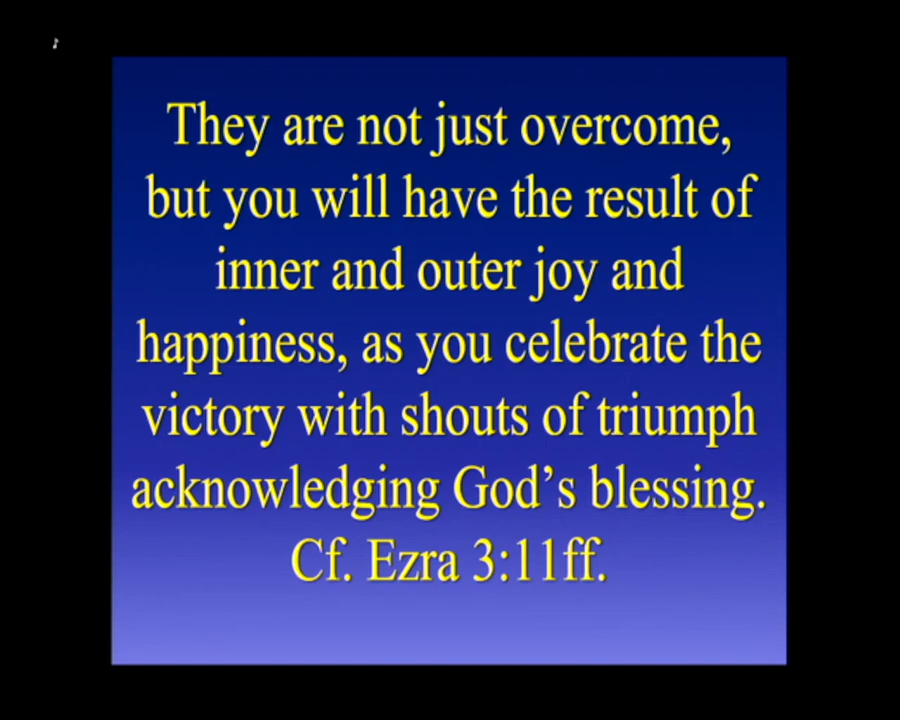 They are not just overcome,
but you will have the result of
inner and outer joy and
happiness, as you celebrate the
victory with shouts of triumph
acknowledging God’s blessing.
Cf. Ezra 3:11ff.